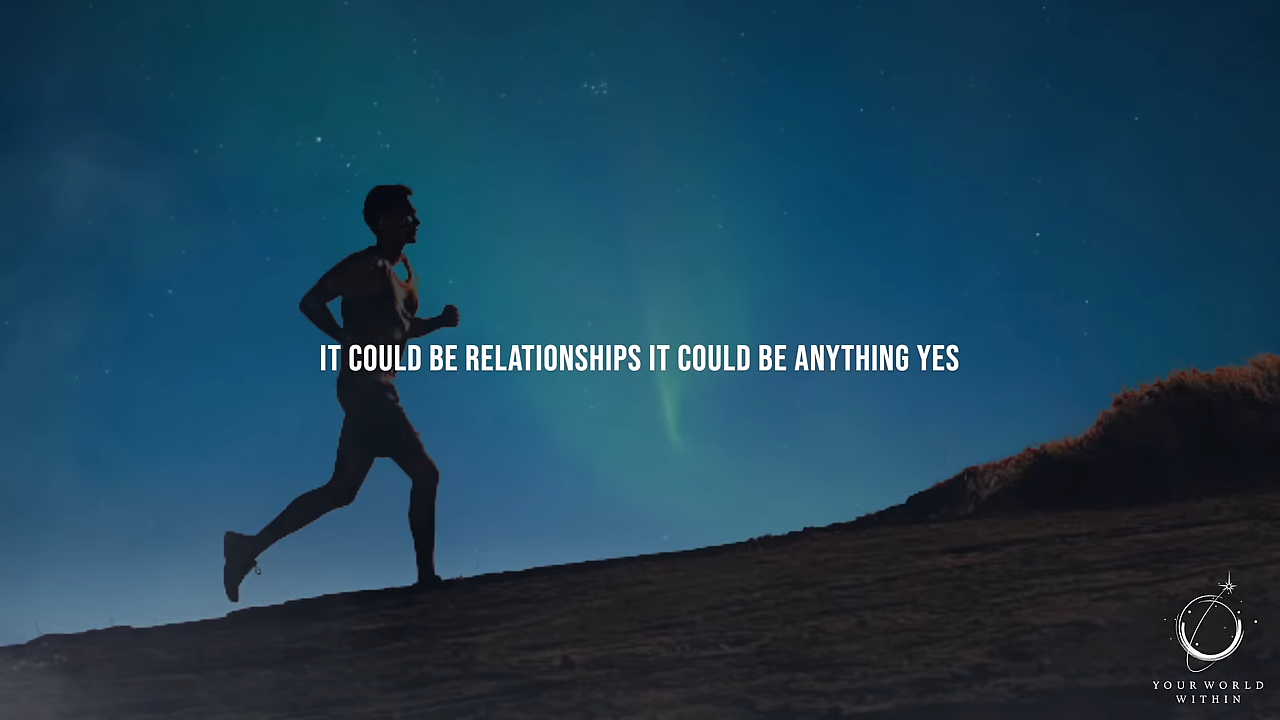 IT COULD BE RELATIONSHIPS IT COULD BE ANYTHING YES
YOUR WORLD
WITHIN